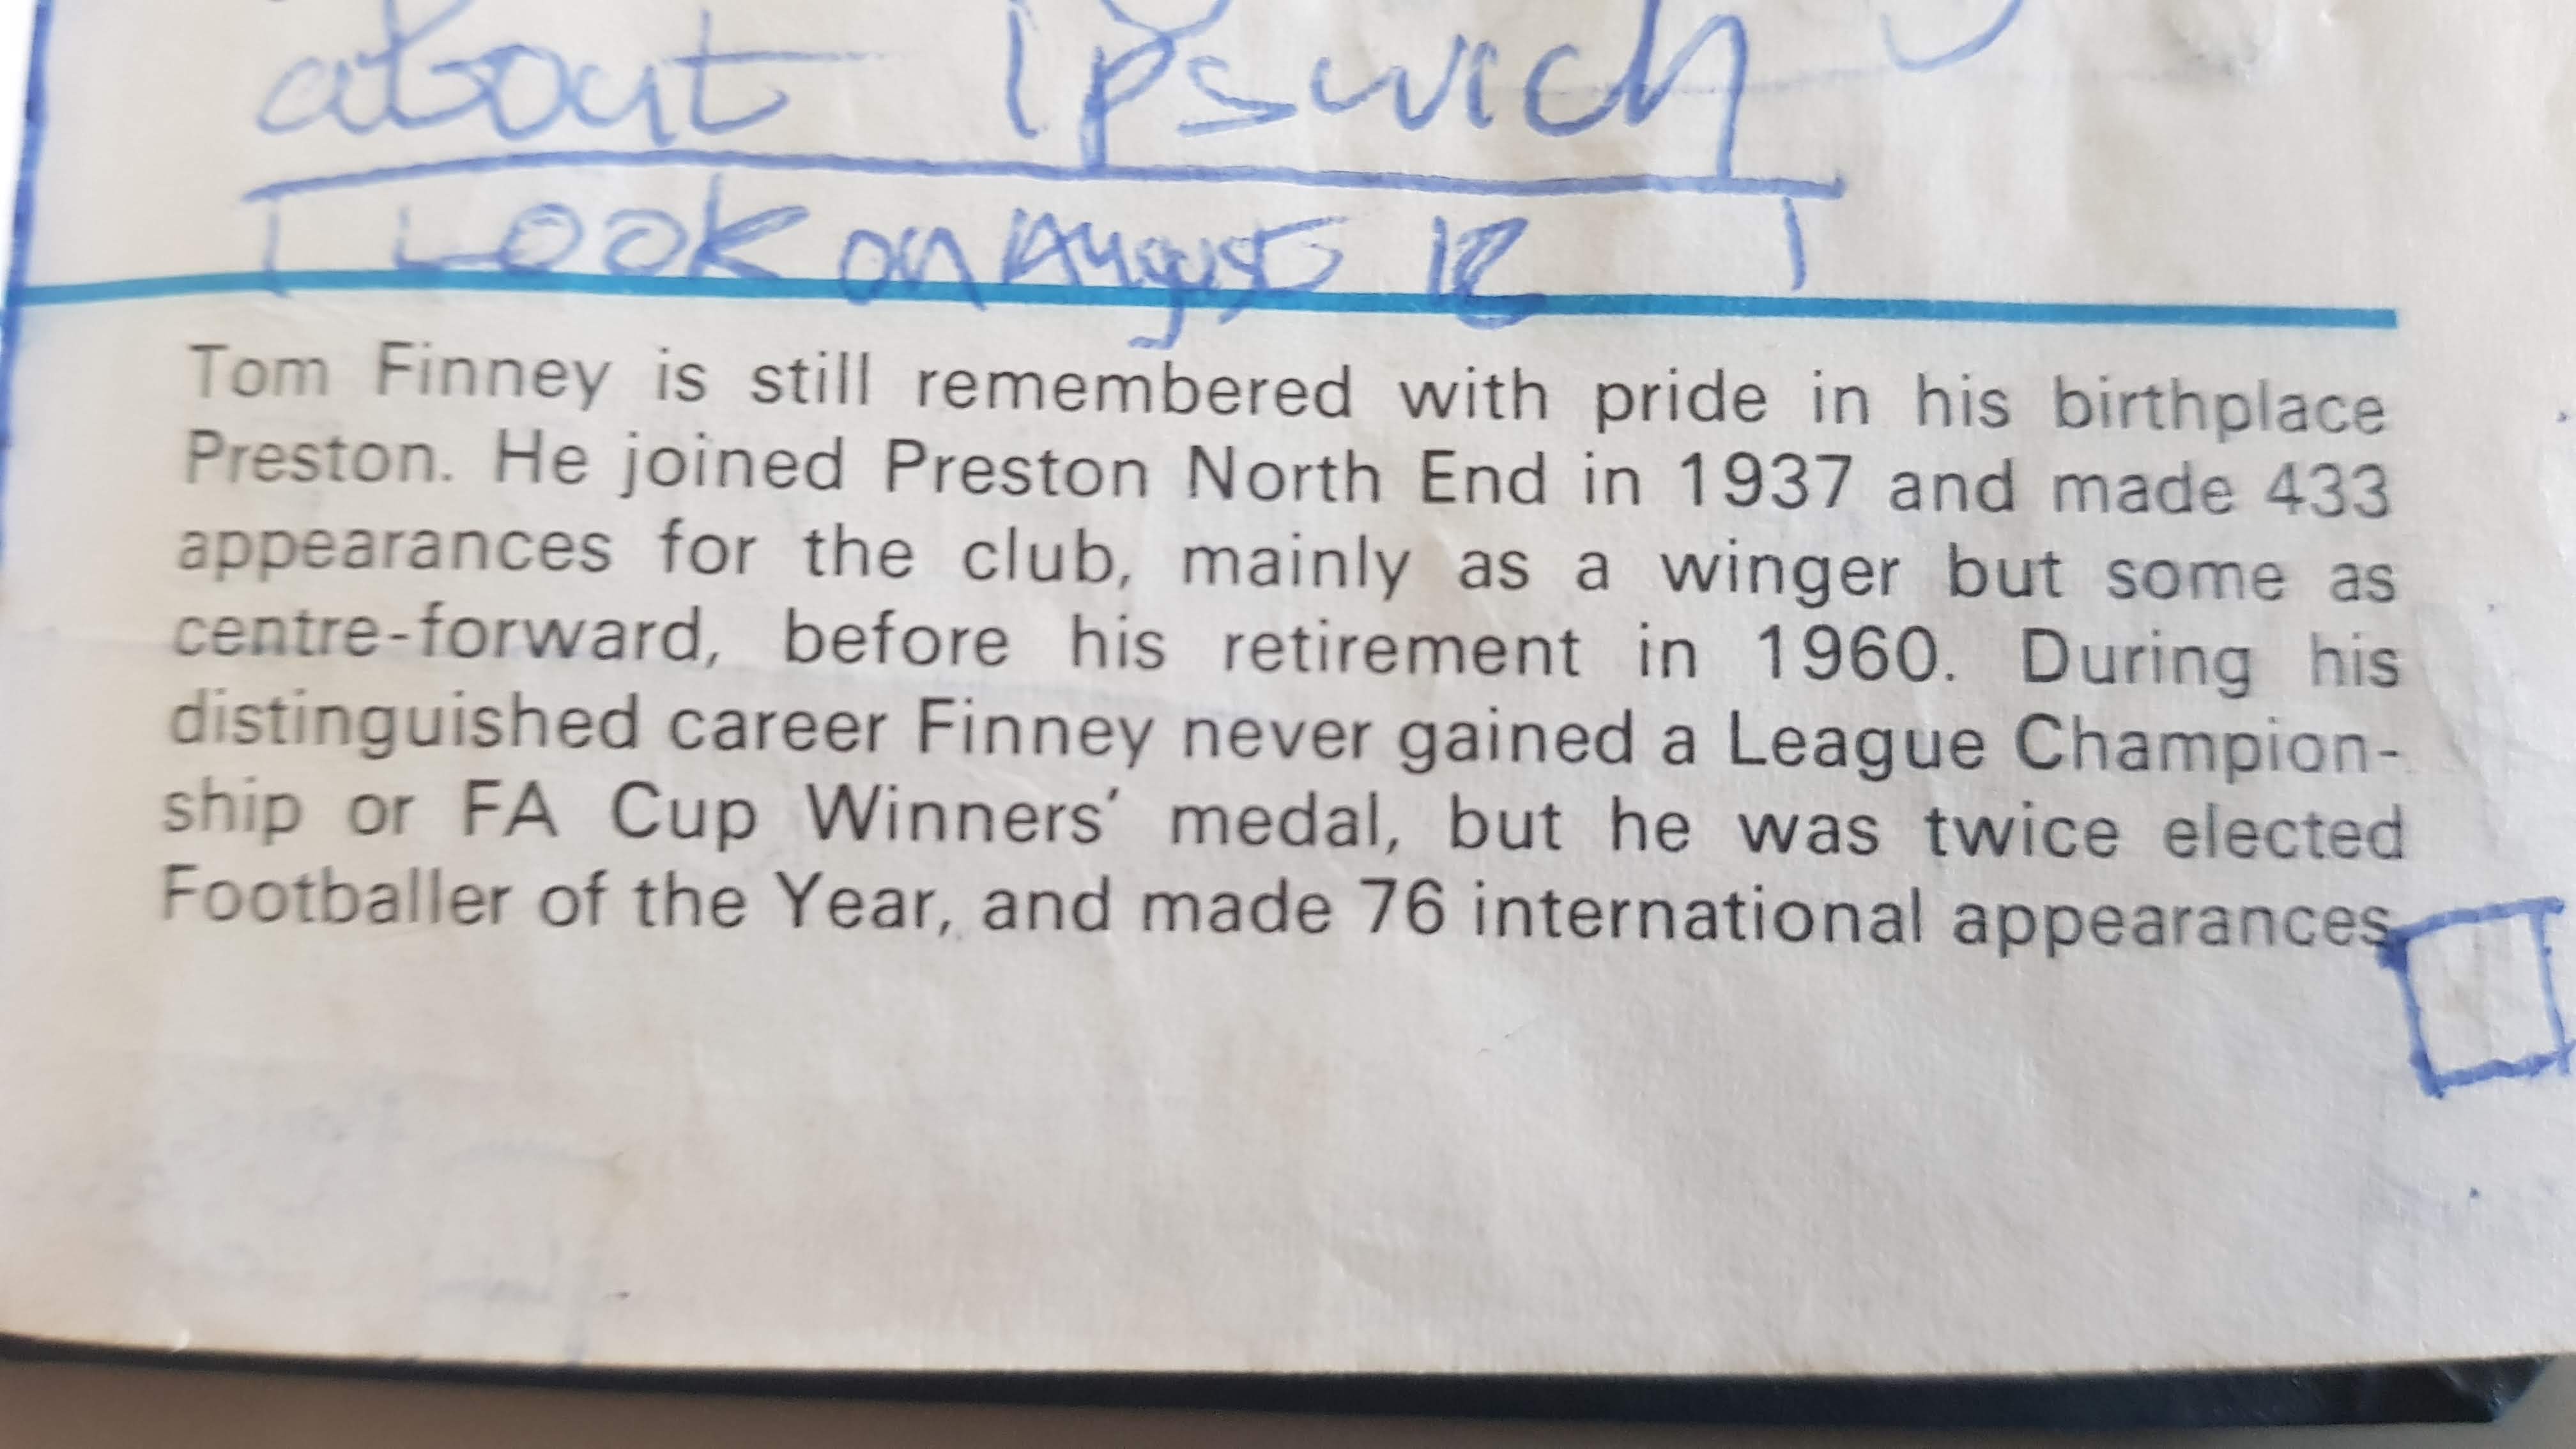 about Ipswich
Look on August 12
Tom Finney is still remembered with pride in his birthplace
Preston. He joined Preston North End in 1937 and made 433
appearances for the club, mainly as a winger but some as
centre-forward, before his retirement in 1960. During his
distinguished career Finney never gained a League Champion-
ship or FA Cup Winners' medal, but he was twice elected
Footballer of the Year, and made 76 international appearances